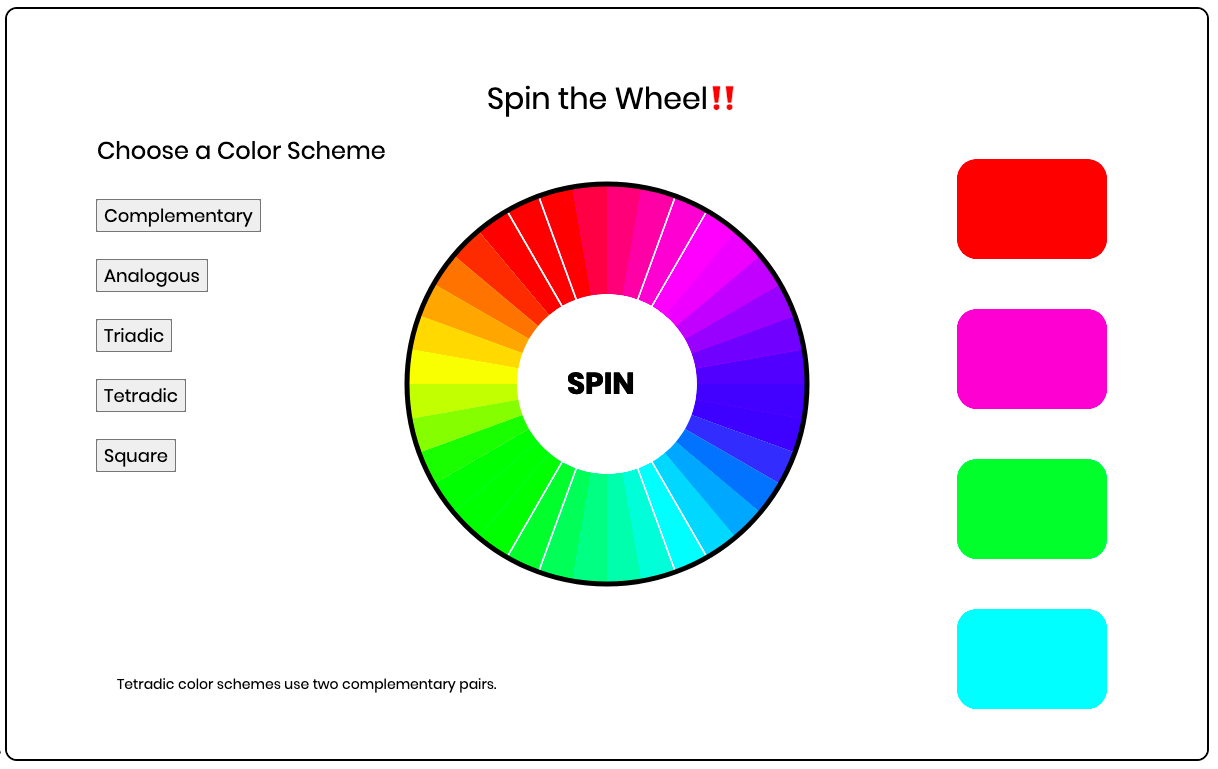 Spin the Wheel‼
Choose a Color Scheme
Complementary
Analogous
Triadic
Tetradic
Square
SPIN
Tetradic color schemes use two complementary pairs.